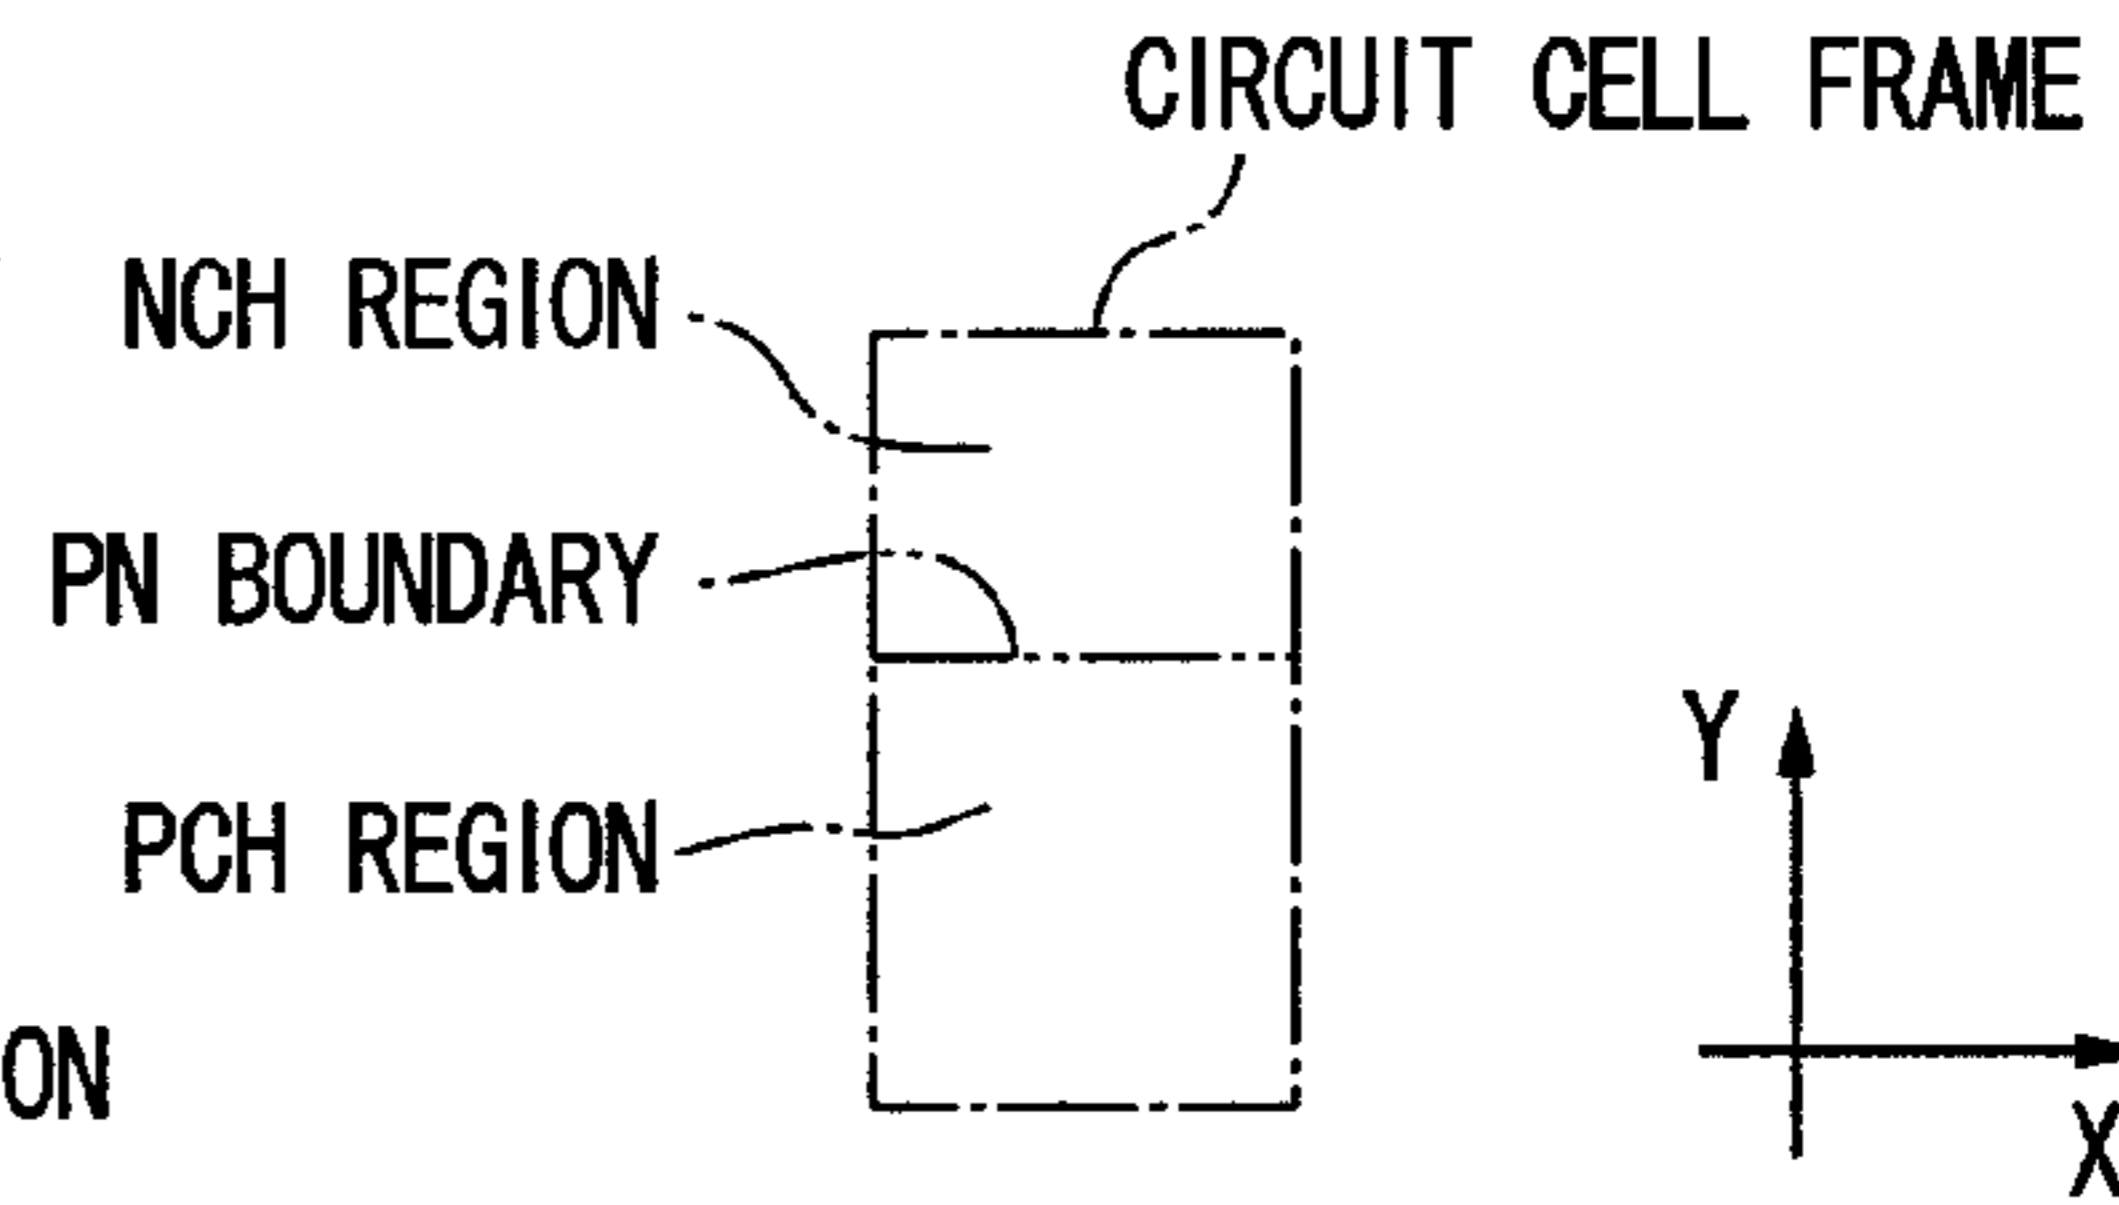 CIRCUIT CELL FRAME
NCH REGION
PN BOUNDARY
Y
PCH REGION
ON
X